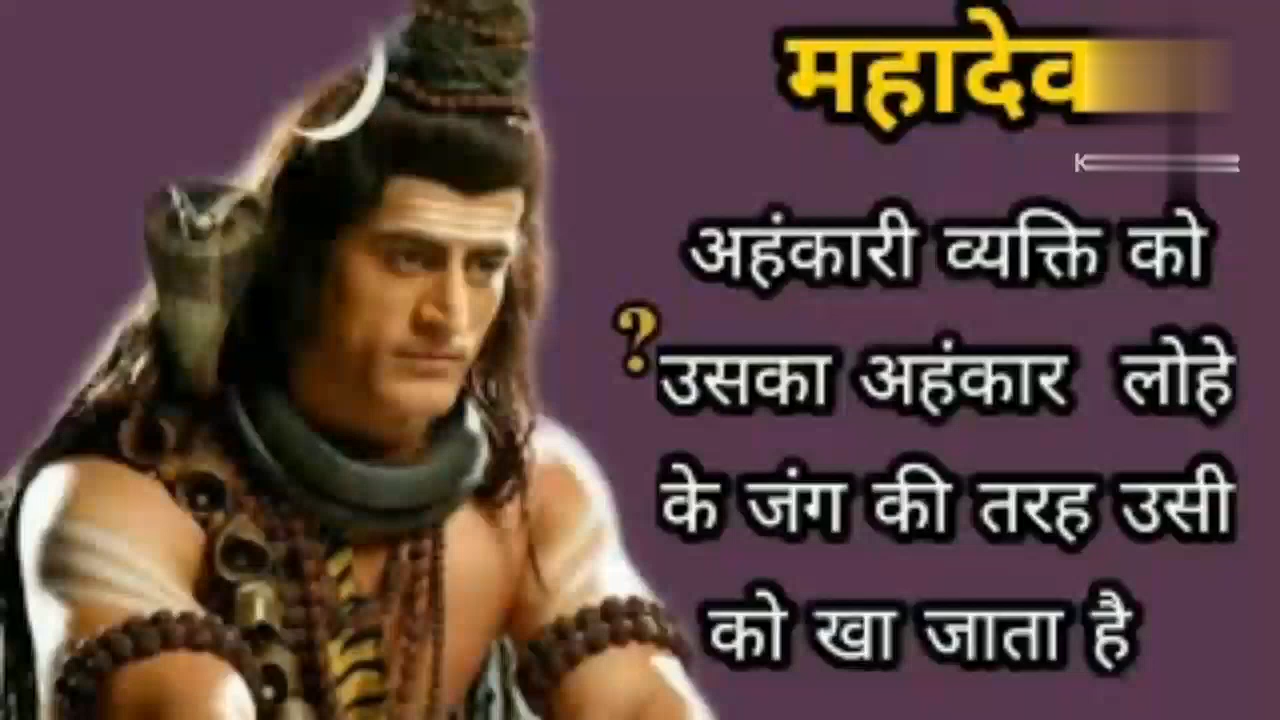 महादेव
K
अहंकारी व्यक्ति को
?
उसका अहंकार लोहे
के जंग की तरह उसी
को खा जाता है